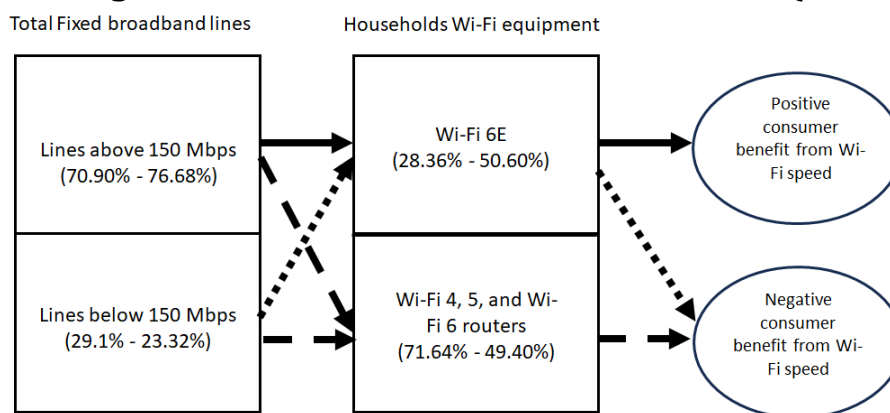 Total Fixed broadband lines
Households Wi-Fi equipment
Lines above 150 Mbps
(70.90% - 76.68%)
Lines below 150 Mbps
(29.1% - 23.32%)
Wi-Fi 6E
(28.36% - 50.60%)
Wi-Fi 4, 5, and Wi-
Fi 6 routers
(71.64% - 49.40%)
Positive
consumer
benefit from Wi-
Fi speed
Negative
consumer
benefit from Wi-
Fi speed